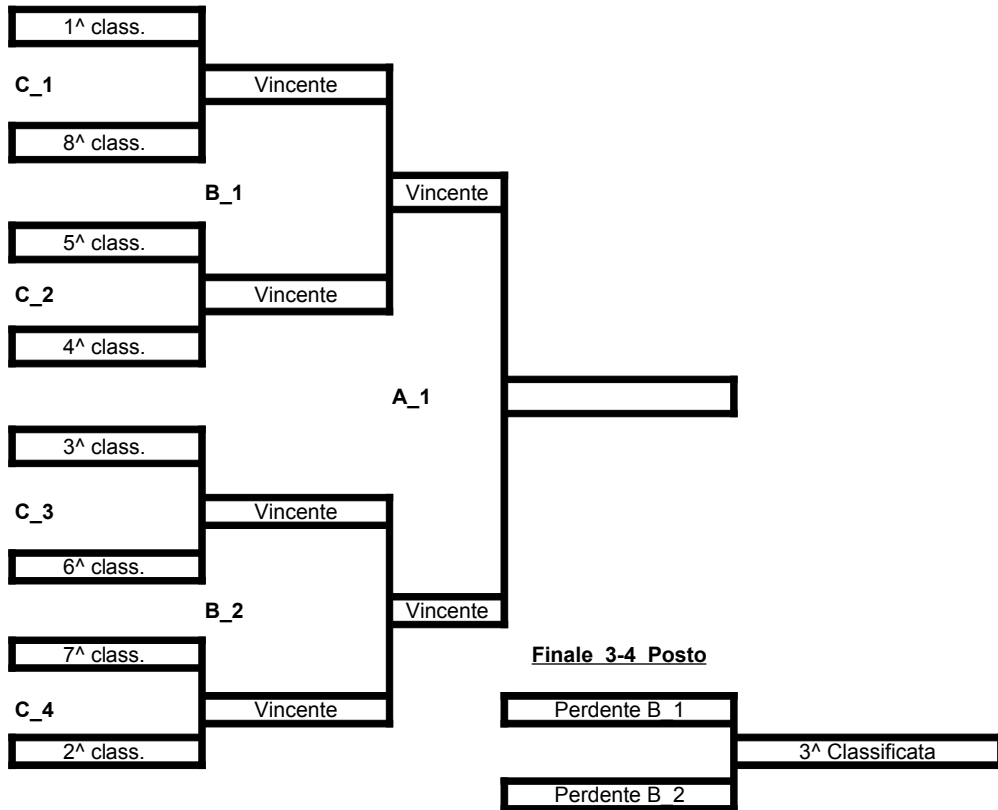 1^ class.
C_1
Vincente
8^ class.
B_1
Vincente
5^ class.
C_2
Vincente
4^ class.
A_1
3^ class.
C_3
Vincente
6^ class.
B_2
Vincente
7^ class.
Finale 3-4 Posto
C_4
Vincente
Perdente B_1
2^ class.
3^ Classificata
Perdente B_2